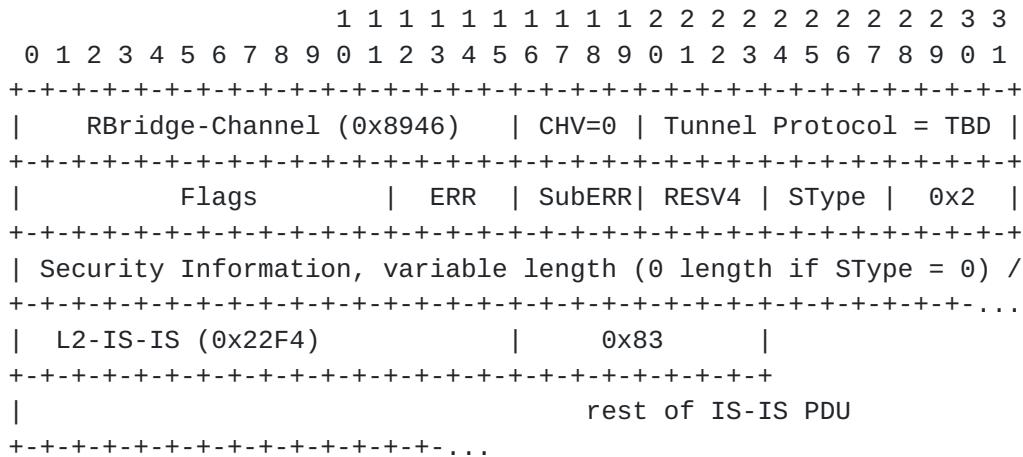 1 1 1 1 1 1 1 1 1 1 2 2 2 2 2 2 2 2 2 2 3 3
 0 1 2 3 4 5 6 7 8 9 0 1 2 3 4 5 6 7 8 9 0 1 2 3 4 5 6 7 8 9 0 1
+-+-+-+-+-+-+-+-+-+-+-+-+-+-+-+-+-+-+-+-+-+-+-+-+-+-+-+-+-+-+-+-+
|    RBridge-Channel (0x8946)   | CHV=0 | Tunnel Protocol = TBD |
+-+-+-+-+-+-+-+-+-+-+-+-+-+-+-+-+-+-+-+-+-+-+-+-+-+-+-+-+-+-+-+-+
|          Flags        |  ERR  | SubERR| RESV4 | SType |  0x2  |
+-+-+-+-+-+-+-+-+-+-+-+-+-+-+-+-+-+-+-+-+-+-+-+-+-+-+-+-+-+-+-+-+
| Security Information, variable length (0 length if SType = 0) /
+-+-+-+-+-+-+-+-+-+-+-+-+-+-+-+-+-+-+-+-+-+-+-+-+-+-+-+-+-+-+-...
|  L2-IS-IS (0x22F4)            |     0x83      |
+-+-+-+-+-+-+-+-+-+-+-+-+-+-+-+-+-+-+-+-+-+-+-+-+
|                                    rest of IS-IS PDU
+-+-+-+-+-+-+-+-+-+-+-+-+-+-...